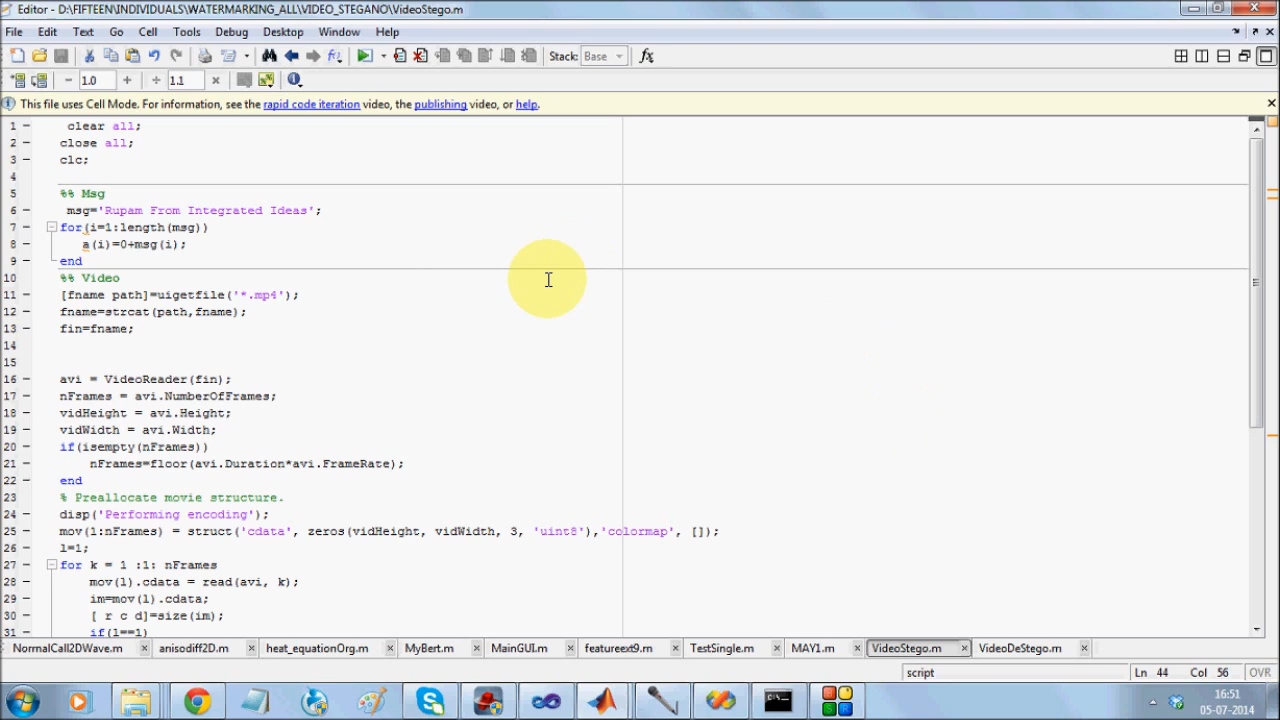 Editor - D:\FIFTEEN\INDIVIDUALS\WATERMARKING_ALL\VIDEO_STEGANO\VideoStego.m
File Edit Text Go Cell Tools Debug Desktop Window Help
Stack: Base fx
− 1.0 + ÷ 1.1 ×
This file uses Cell Mode. For information, see the rapid code iteration video, the publishing video, or help.
1 – clear all;
2 – close all;
3 – clc;
4
5 %% Msg
6 – msg='Rupam From Integrated Ideas';
7 – for(i=1:length(msg))
8 – a(i)=0+msg(i);
9 – end
10 %% Video
11 – [fname path]=uigetfile('*.mp4');
12 – fname=strcat(path,fname);
13 – fin=fname;
14
15
16 – avi = VideoReader(fin);
17 – nFrames = avi.NumberOfFrames;
18 – vidHeight = avi.Height;
19 – vidWidth = avi.Width;
20 – if(isempty(nFrames))
21 – nFrames=floor(avi.Duration*avi.FrameRate);
22 – end
23 % Preallocate movie structure.
24 – disp('Performing encoding');
25 – mov(1:nFrames) = struct('cdata', zeros(vidHeight, vidWidth, 3, 'uint8'),'colormap', []);
26 – l=1;
27 – for k = 1 :1: nFrames
28 – mov(l).cdata = read(avi, k);
29 – im=mov(l).cdata;
30 – [ r c d]=size(im);
31 – if(l==1)
NormalCall2DWave.m × anisodiff2D.m × heat_equationOrg.m × MyBert.m × MainGUI.m × featureext9.m × TestSingle.m × MAY1.m × VideoStego.m × VideoDeStego.m ×
script Ln 44 Col 56 OVR
16:51
05-07-2014